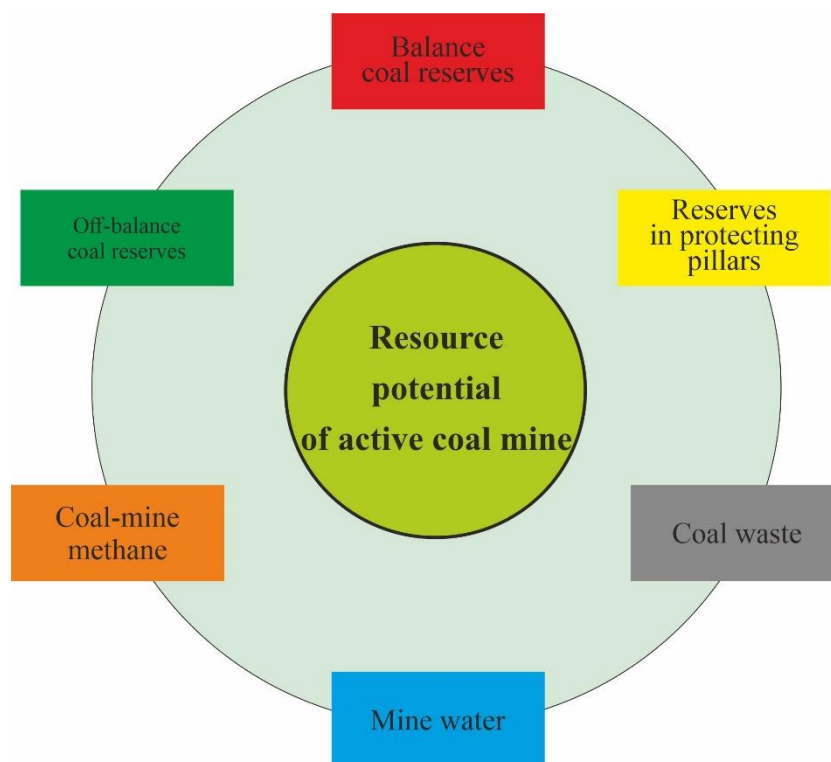 Balance
coal reserves
Off-balance
coal reserves
Reserves
in protecting
pillars
Resource
potential
of active coal mine
Coal-mine
methane
Coal waste
Mine water